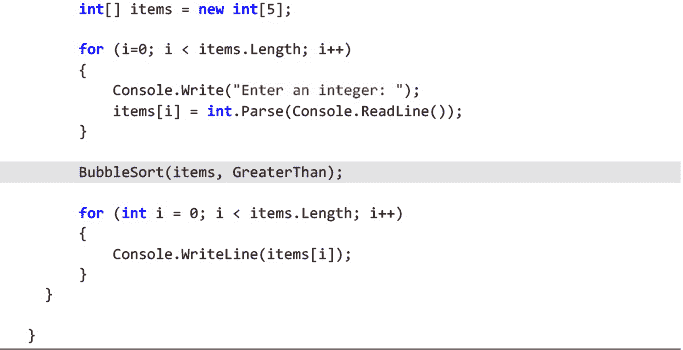 int[] items = new int[5];
for (i=0; i < items.Length; i++)
{
Console.Write("Enter an integer: ");
items[i] = int.Parse(Console.ReadLine());
}
BubbleSort(items, GreaterThan);
for (int i = 0; i < items.Length; i++)
{
Console.WriteLine(items[i]);
}
}
}